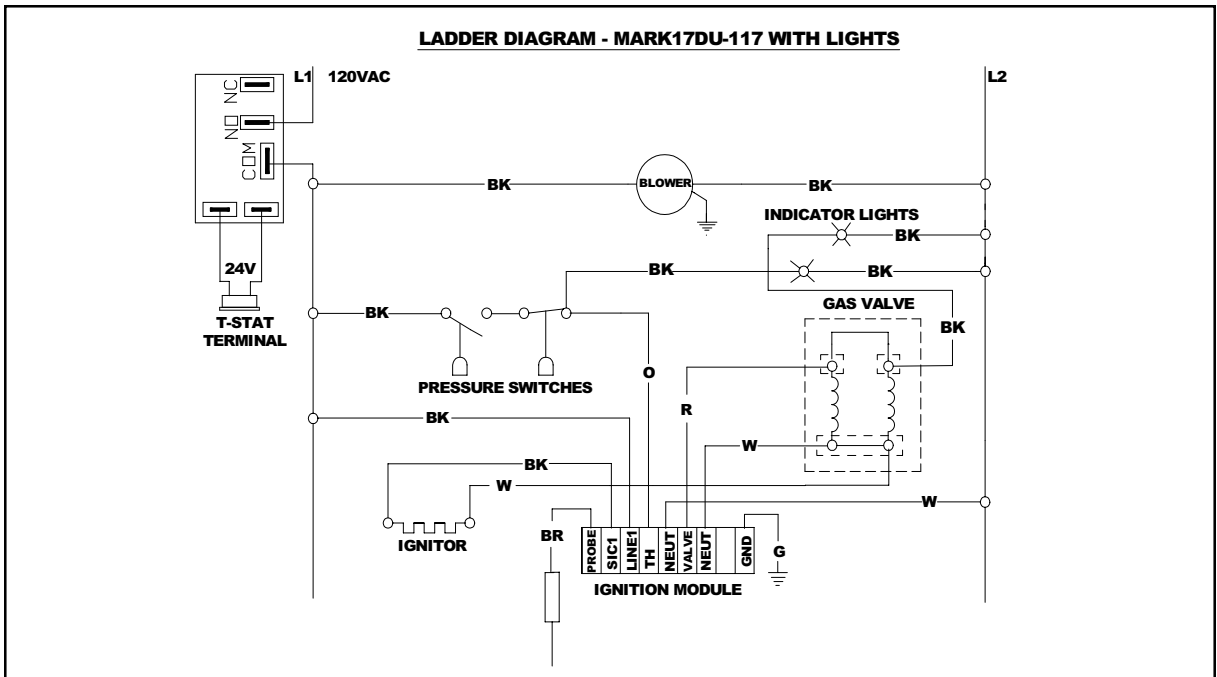 LADDER DIAGRAM - MARK17DU-117 WITH LIGHTS
L1 120VAC
L2
NC
NO
COM
BK
BLOWER
BK
INDICATOR LIGHTS
BK
24V
BK
BK
T-STAT
TERMINAL
GAS VALVE
BK
BK
PRESSURE SWITCHES
O
R
BK
W
BK
W
W
IGNITOR
BR
PROBE
SIC1
LINE1
TH
NEUT
VALVE
NEUT
GND
G
IGNITION MODULE